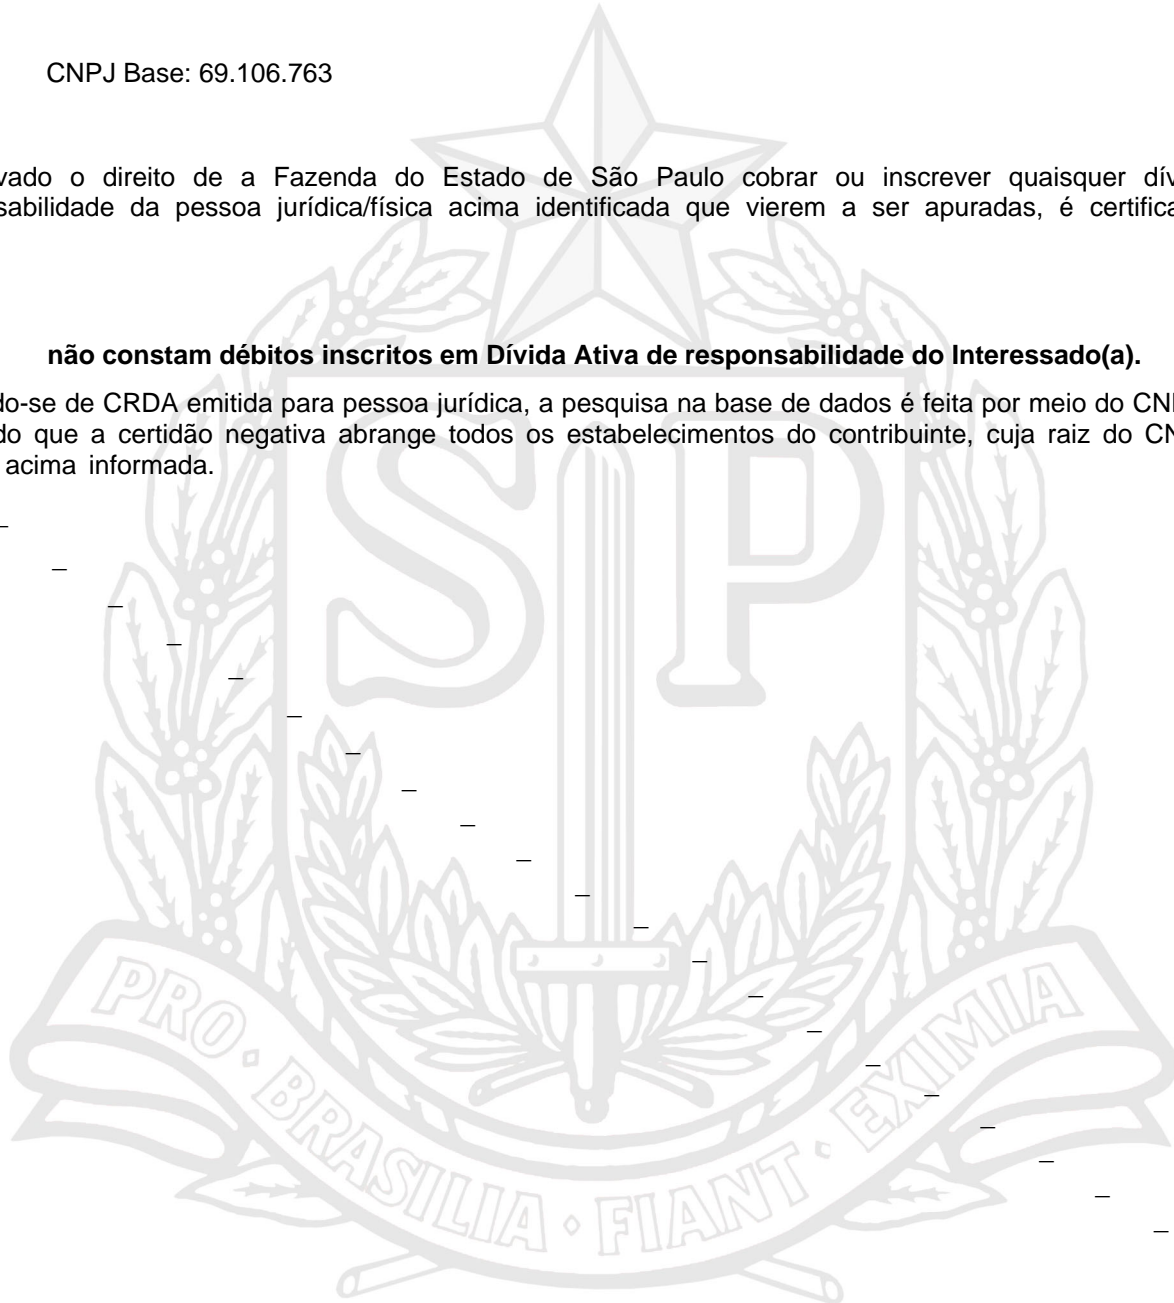 CNPJ Base: 69.106.763
vado o direito de a Fazenda do Estado de São Paulo cobrar ou inscrever quaisquer dív
sabilidade da pessoa jurídica/física acima identificada que vierem a ser apuradas, é certifica
não constam débitos inscritos em Dívida Ativa de responsabilidade do Interessado(a).
do-se de CRDA emitida para pessoa jurídica, a pesquisa na base de dados é feita por meio do CN
do que a certidão negativa abrange todos os estabelecimentos do contribuinte, cuja raiz do CN
acima informada.
SP
PRO · BRASILIA · FIANT · EXIMIA